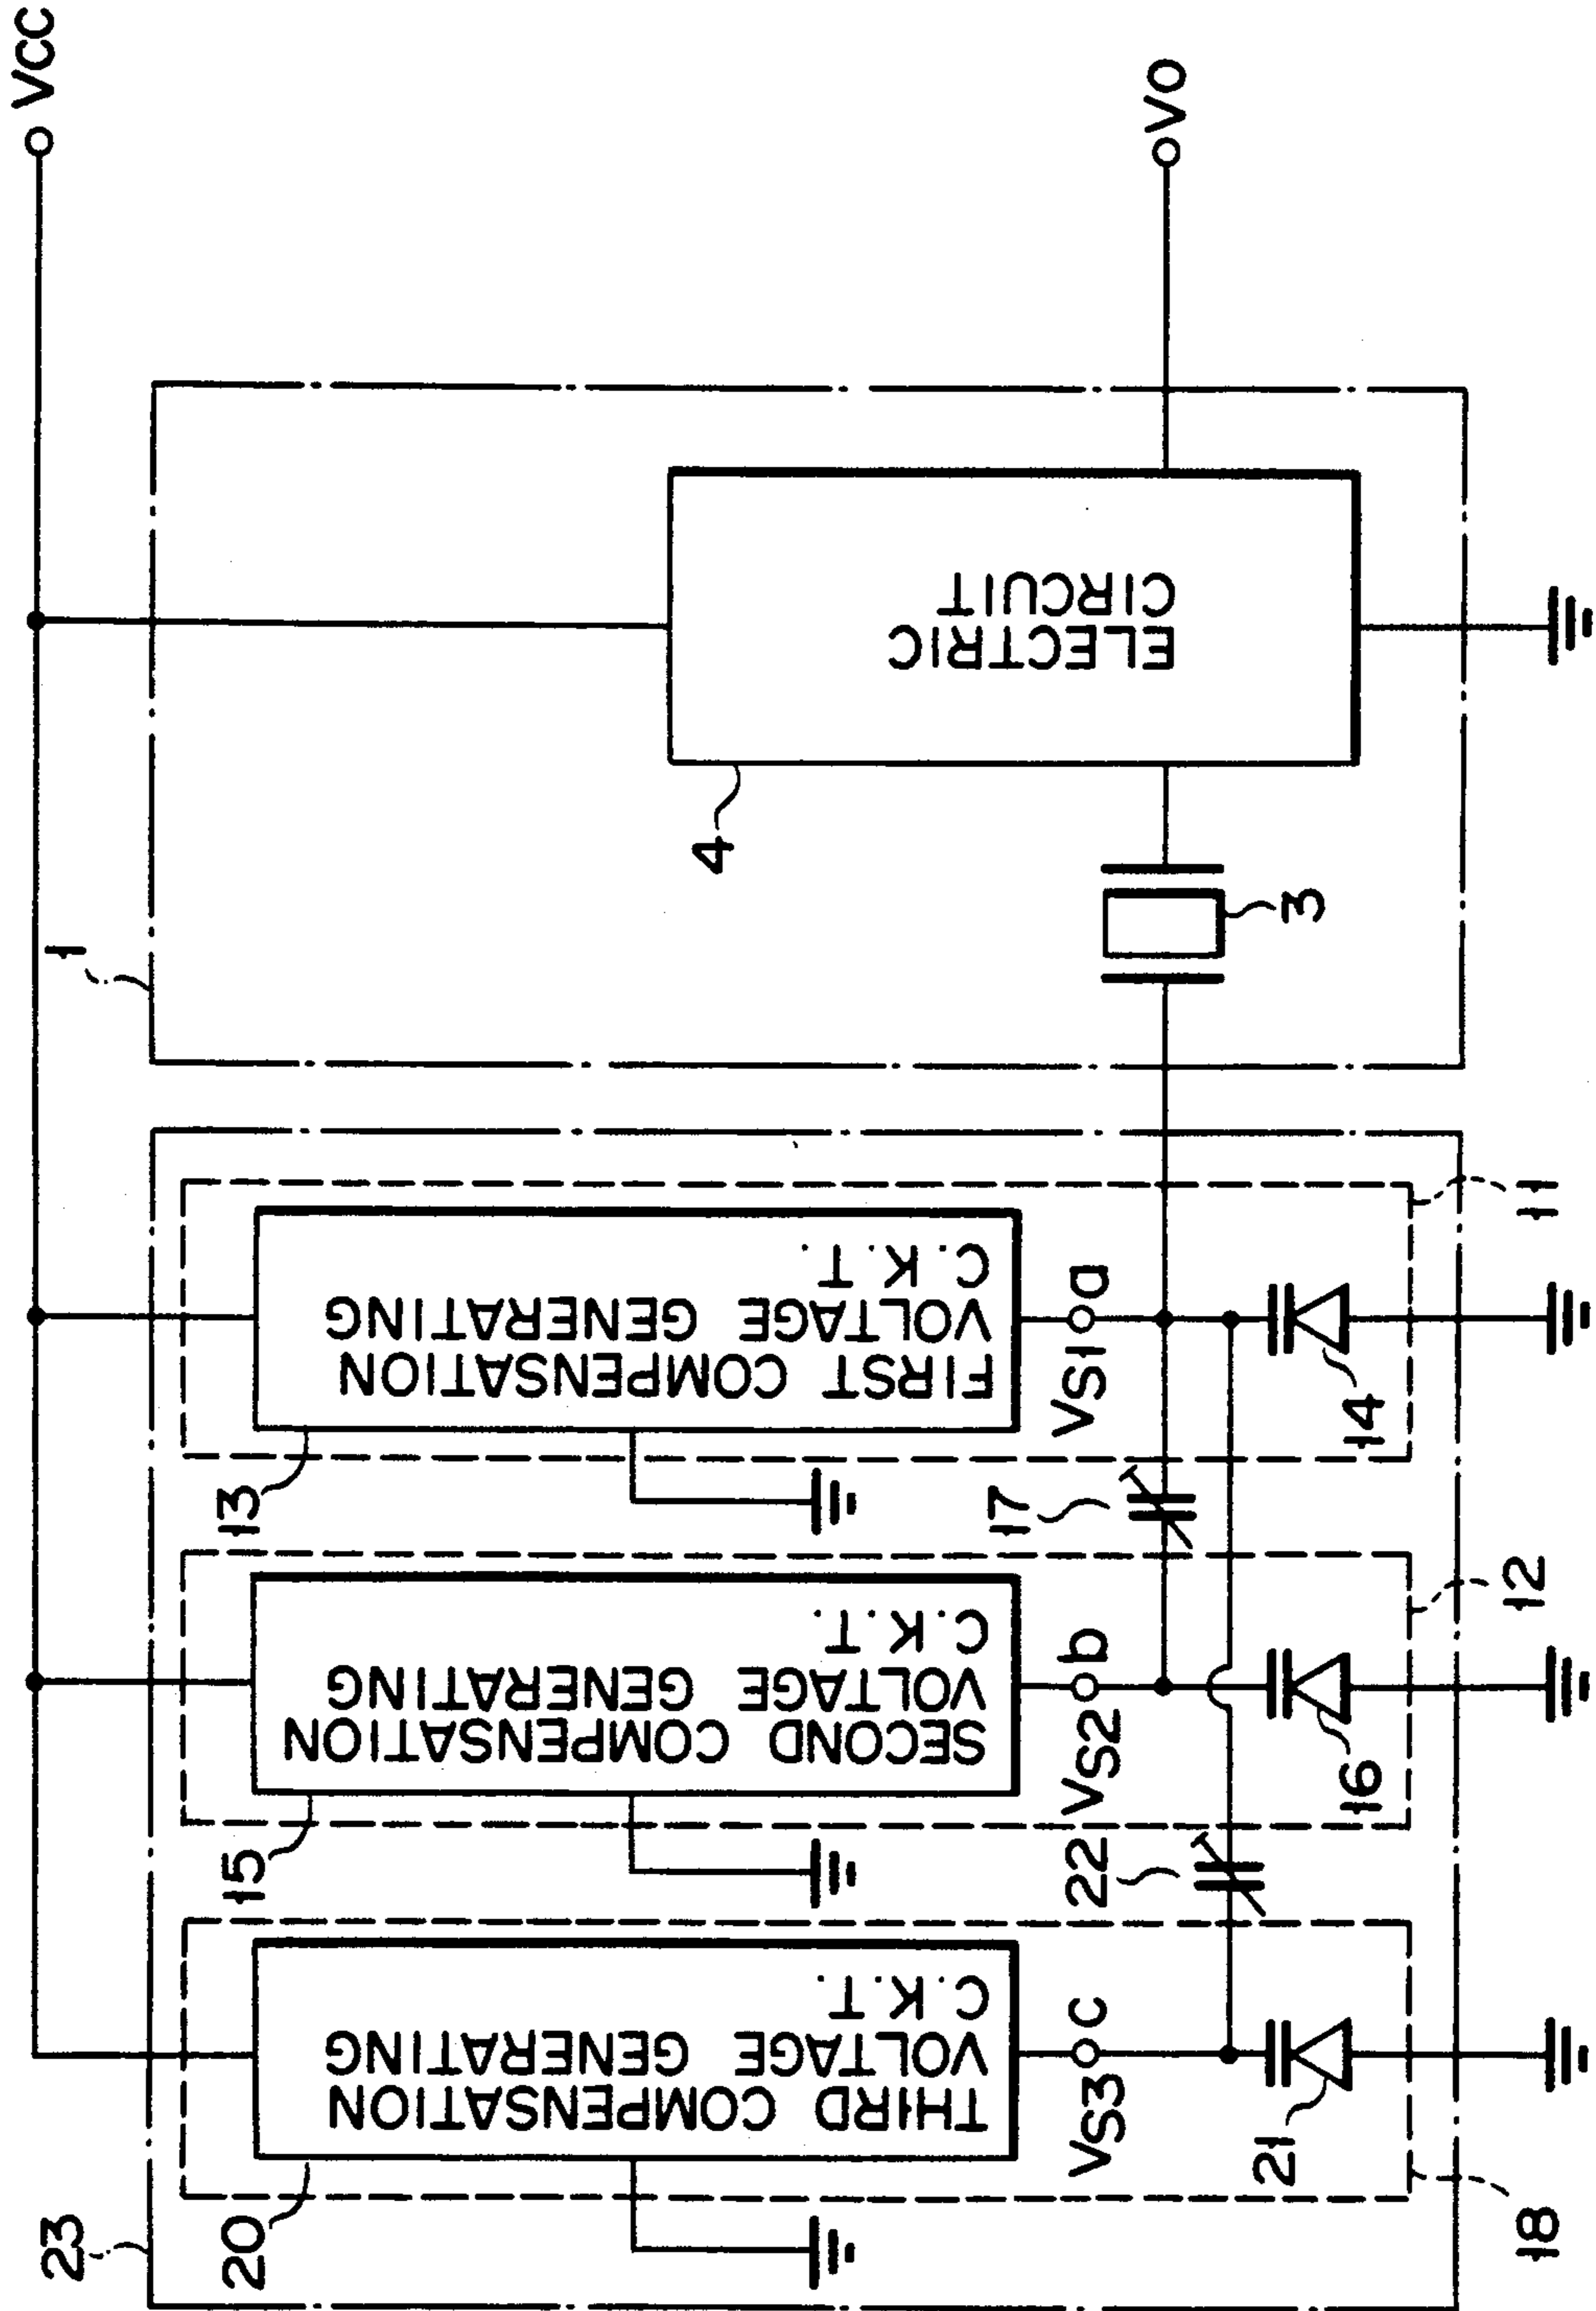 VCC
VO
1
ELECTRIC
CIRCUIT
4
3
23
20
THIRD COMPENSATION
VOLTAGE GENERATING
C.K.T.
15
SECOND COMPENSATION
VOLTAGE GENERATING
C.K.T.
13
FIRST COMPENSATION
VOLTAGE GENERATING
C.K.T.
VS3 c
VS2 b
VS1 a
22
17
21
16
14
18
12
11